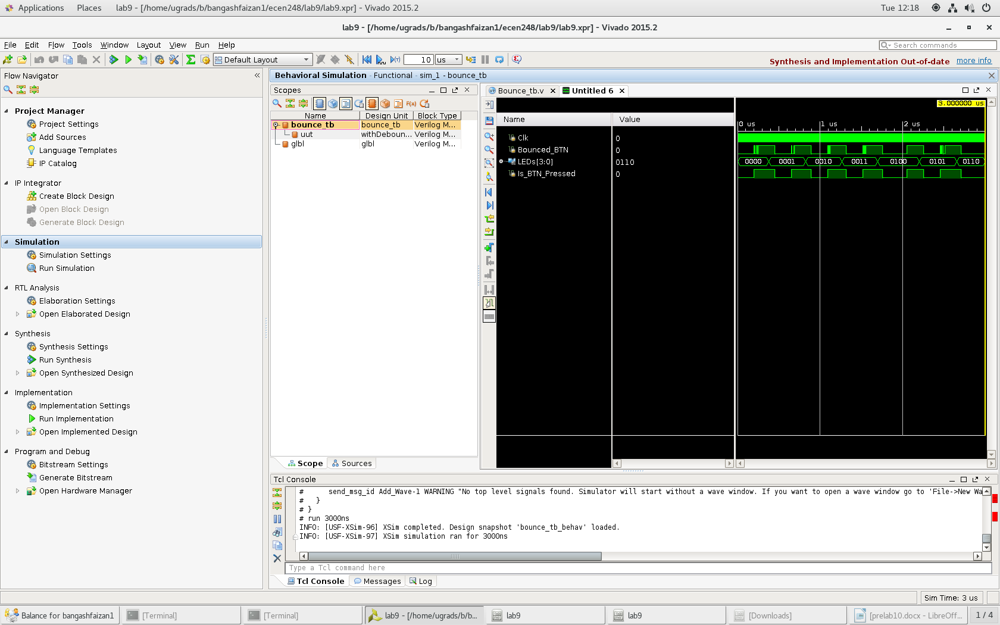 Applications Places lab9 - [/home/ugrads/b/bangashfaizan1/ecen248/lab9/lab9.xpr] - Vivado 2015.2 Tue 12:18
lab9 - [/home/ugrads/b/bangashfaizan1/ecen248/lab9/lab9.xpr] - Vivado 2015.2
File Edit Flow Tools Window Layout View Run Help Search commands
Default Layout 10 us Synthesis and Implementation Out-of-date more info
Flow Navigator
Project Manager
Project Settings
Add Sources
Language Templates
IP Catalog
IP Integrator
Create Block Design
Open Block Design
Generate Block Design
Simulation
Simulation Settings
Run Simulation
RTL Analysis
Elaboration Settings
Open Elaborated Design
Synthesis
Synthesis Settings
Run Synthesis
Open Synthesized Design
Implementation
Implementation Settings
Run Implementation
Open Implemented Design
Program and Debug
Bitstream Settings
Generate Bitstream
Open Hardware Manager
Behavioral Simulation - Functional - sim_1 - bounce_tb
Scopes
F(x)
Name Design Unit Block Type
bounce_tb bounce_tb Verilog M...
uut withDeboun... Verilog M...
glbl glbl Verilog M...
Scope Sources
Bounce_tb.v Untitled 6
3.000000 us
Name Value
0 us 1 us 2 us
Clk 0
Bounced_BTN 0
LEDs[3:0] 0110 0000 0001 0010 0011 0100 0101 0110
Is_BTN_Pressed 0
Tcl Console
# send_msg_id Add_Wave-1 WARNING "No top level signals found. Simulator will start without a wave window. If you want to open a wave window go to 'File->New Wa
# }
# }
# run 3000ns
INFO: [USF-XSim-96] XSim completed. Design snapshot 'bounce_tb_behav' loaded.
INFO: [USF-XSim-97] XSim simulation ran for 3000ns
Type a Tcl command here
Tcl Console Messages Log
Sim Time: 3 us
Balance for bangashfaizan1 [Terminal] [Terminal] lab9 - [/home/ugrads/b/b... lab9 lab9 [Downloads] [prelab10.docx - LibreOff... 1 / 4